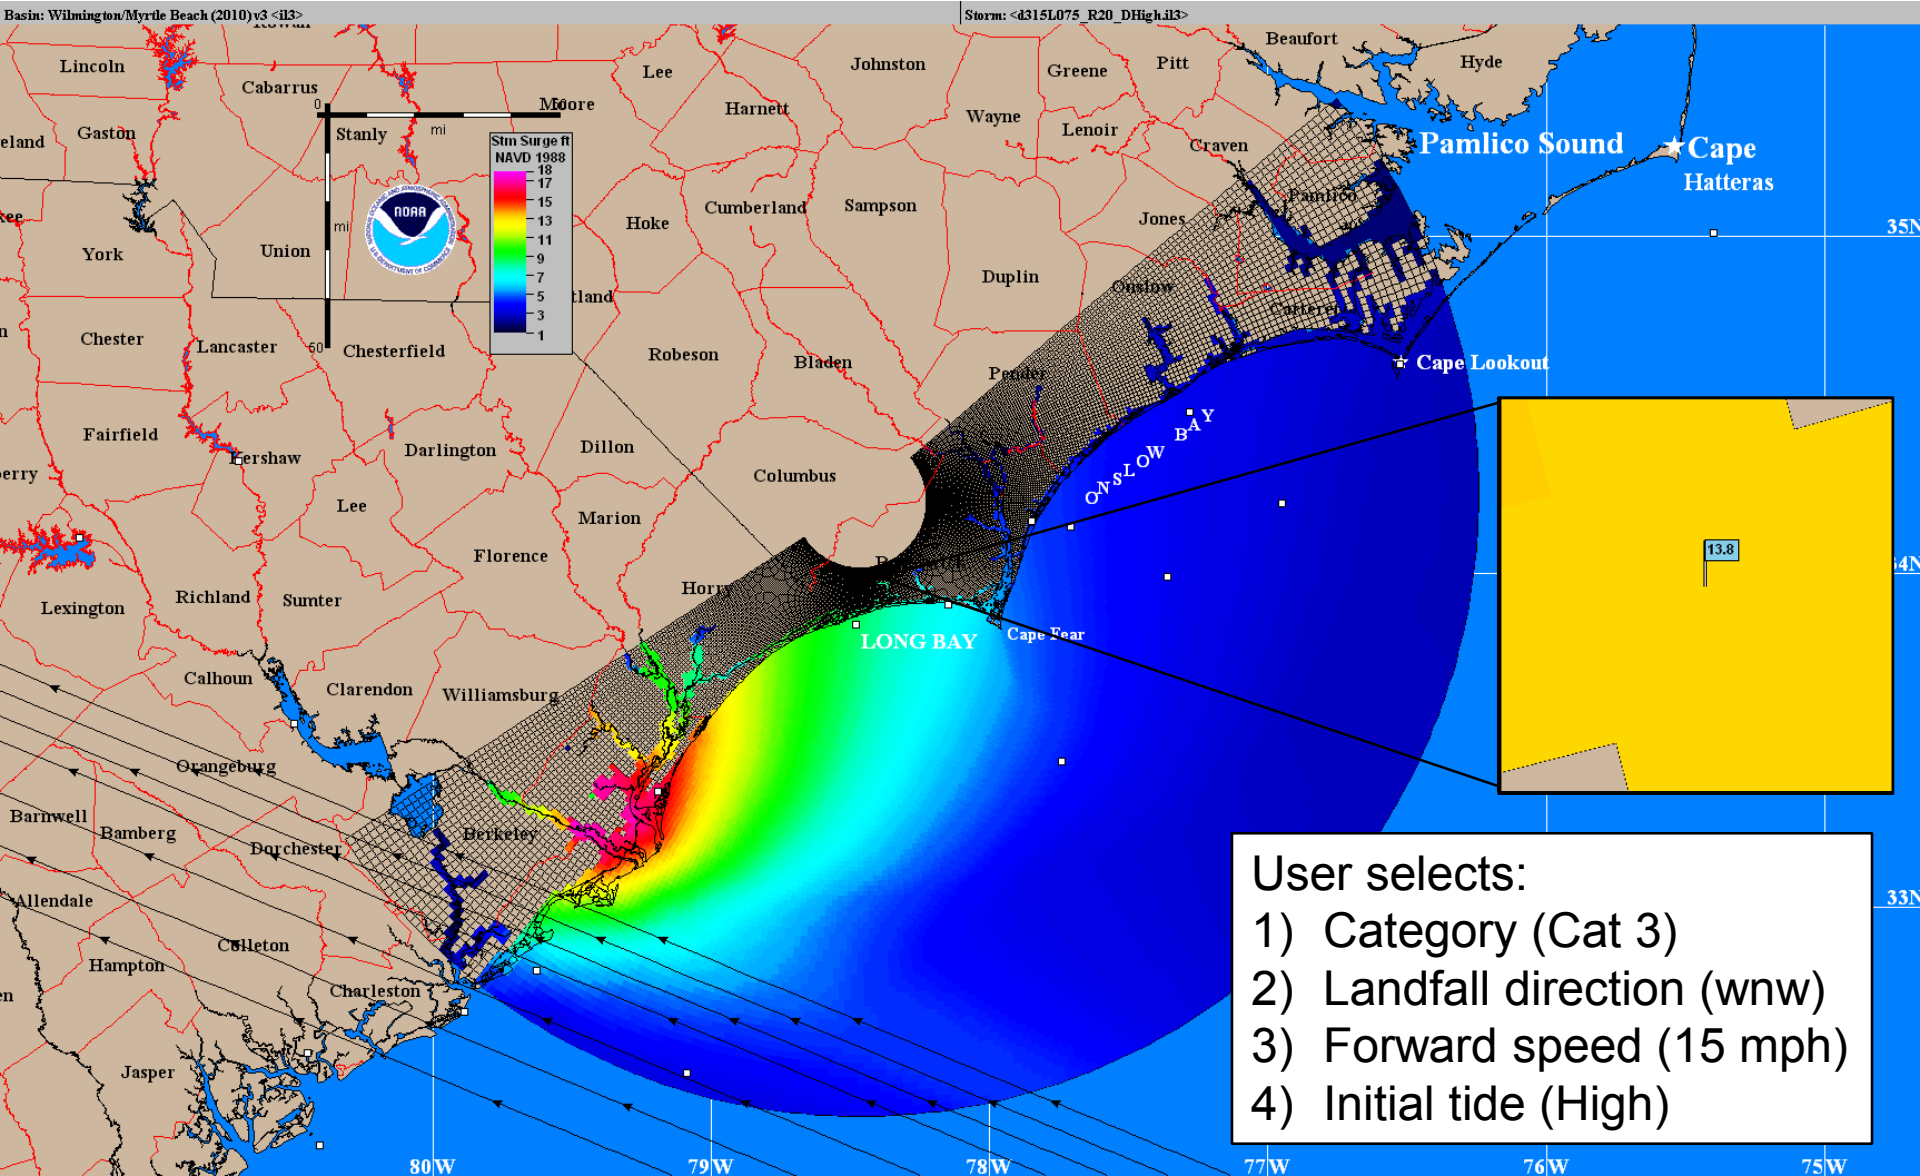 Basin: Wilmington/Myrtle Beach (2010) v3 <il3>
Storm: <d315L075_R20_DHigh.il3>
Beaufort
Hyde
Lincoln
Cabarrus
Lee
Johnston
Greene
Pitt
0
Moore
50
mi
Harnett
Wayne
Lenoir
Gaston
Stanly
Craven
Pamlico Sound
Cape
Hatteras
Stm Surge ft
NAVD 1988
18
17
15
13
11
9
7
5
3
1
NOAA
mi
50
Hoke
Cumberland
Sampson
Jones
Pamlico
35N
York
Union
Duplin
Onslow
Carteret
Chester
Lancaster
Chesterfield
Robeson
Bladen
Pender
Cape Lookout
Fairfield
Kershaw
Darlington
Dillon
Columbus
ONSLOW BAY
Lee
Marion
Florence
13.8
Lexington
Richland
Sumter
Horry
LONG BAY
Cape Fear
Calhoun
Clarendon
Williamsburg
Orangeburg
Barnwell
Bamberg
Dorchester
Berkeley
Allendale
Colleton
Hampton
Charleston
Jasper
33N
User selects:
1) Category (Cat 3)
2) Landfall direction (wnw)
3) Forward speed (15 mph)
4) Initial tide (High)
80W
79W
78W
77W
76W
75W